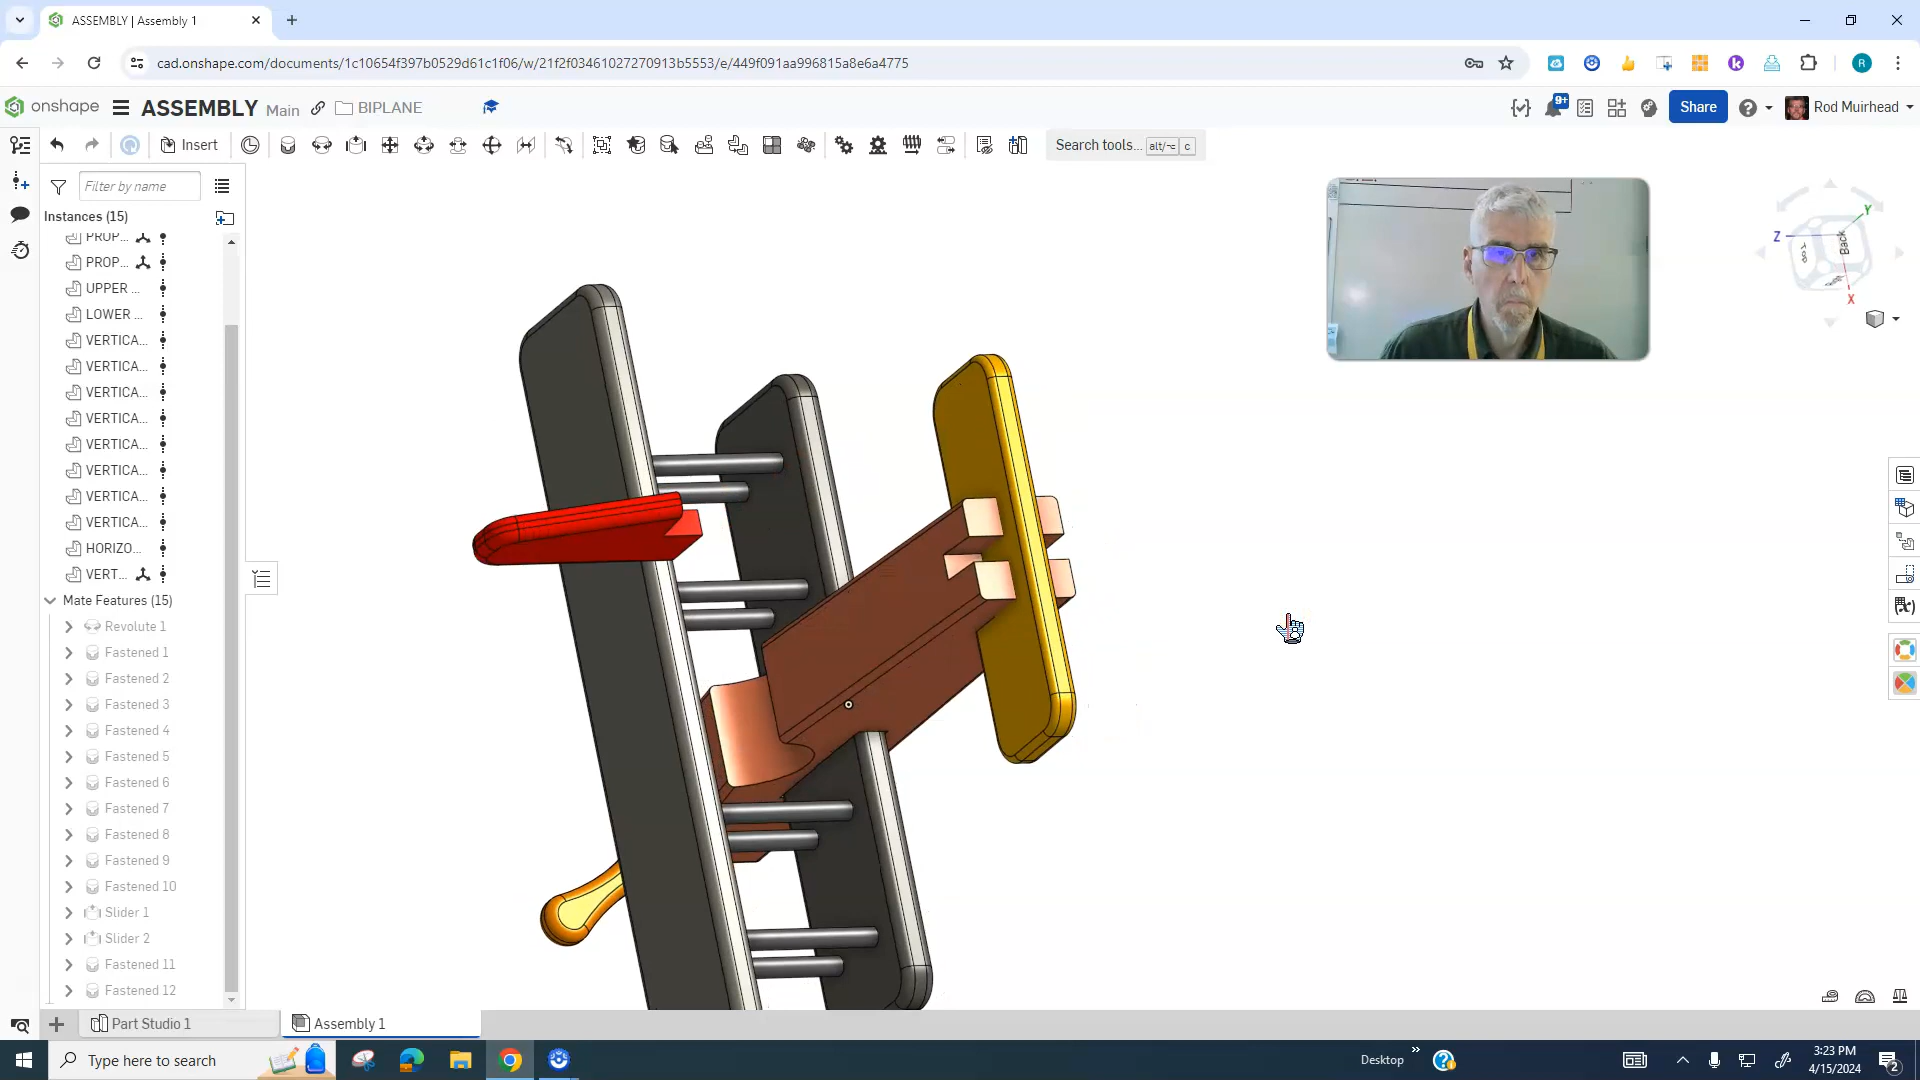 ASSEMBLY | Assembly 1
cad.onshape.com/documents/1c10654f397b0529d61c1f06/w/21f2f03461027270913b5553/e/449f091aa996815a8e6a4775
R
onshape ASSEMBLY Main BIPLANE
9+
Share
Rod Muirhead
Insert
Search tools... alt/⌥ c
Filter by name
Instances (15)
PROP...
PROP...
UPPER ...
LOWER ...
VERTICA...
VERTICA...
VERTICA...
VERTICA...
VERTICA...
VERTICA...
VERTICA...
VERTICA...
HORIZO...
VERT...
Mate Features (15)
Revolute 1
Fastened 1
Fastened 2
Fastened 3
Fastened 4
Fastened 5
Fastened 6
Fastened 7
Fastened 8
Fastened 9
Fastened 10
Slider 1
Slider 2
Fastened 11
Fastened 12
Y
Z
X
Back
Top
Part Studio 1
Assembly 1
Type here to search
Desktop
3:23 PM
4/15/2024
2